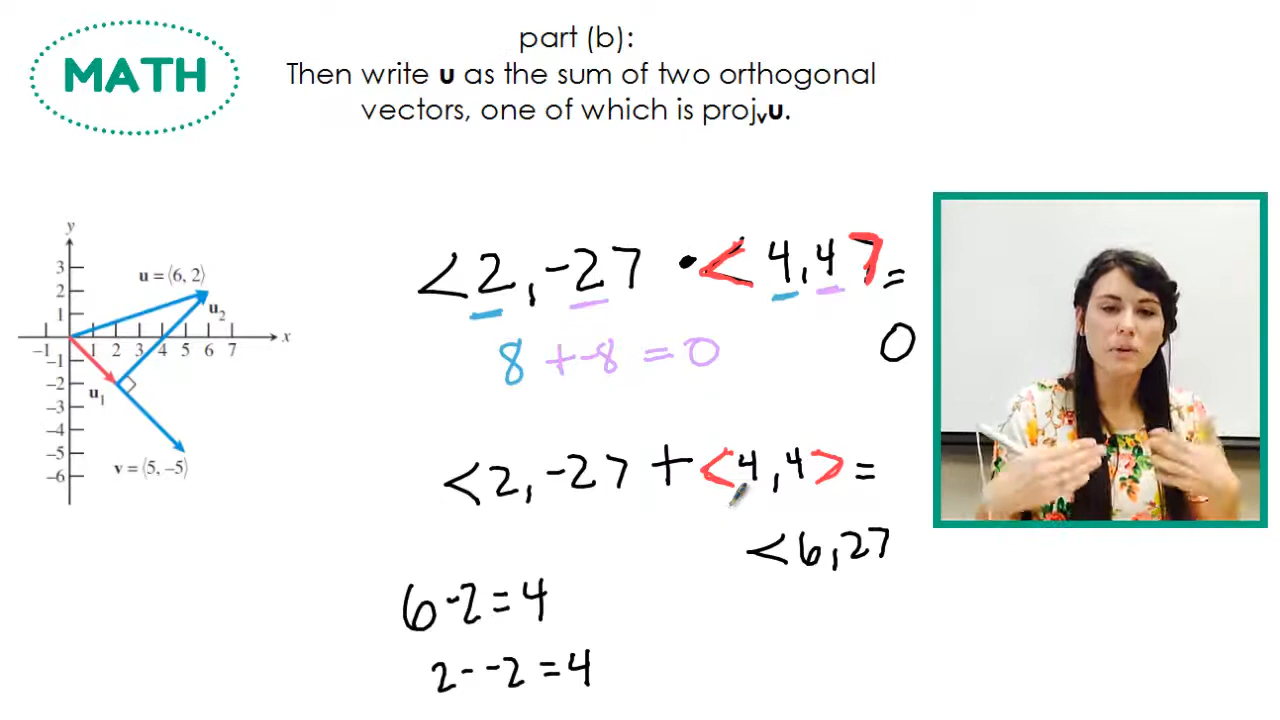 MATH
part (b):
Then write u as the sum of two orthogonal
vectors, one of which is projᵥu.
y
3
2
1
-1
1 2 3 4 5 6 7
x
-1
-2
-3
-4
-5
-6
u = ⟨6, 2⟩
u₂
u₁
v = ⟨5, -5⟩
<2, -2> • <4, 4> =
8 + -8 = 0
0
<2, -2> + <4, 4> =
<6, 2>
6 - 2 = 4
2 - -2 = 4